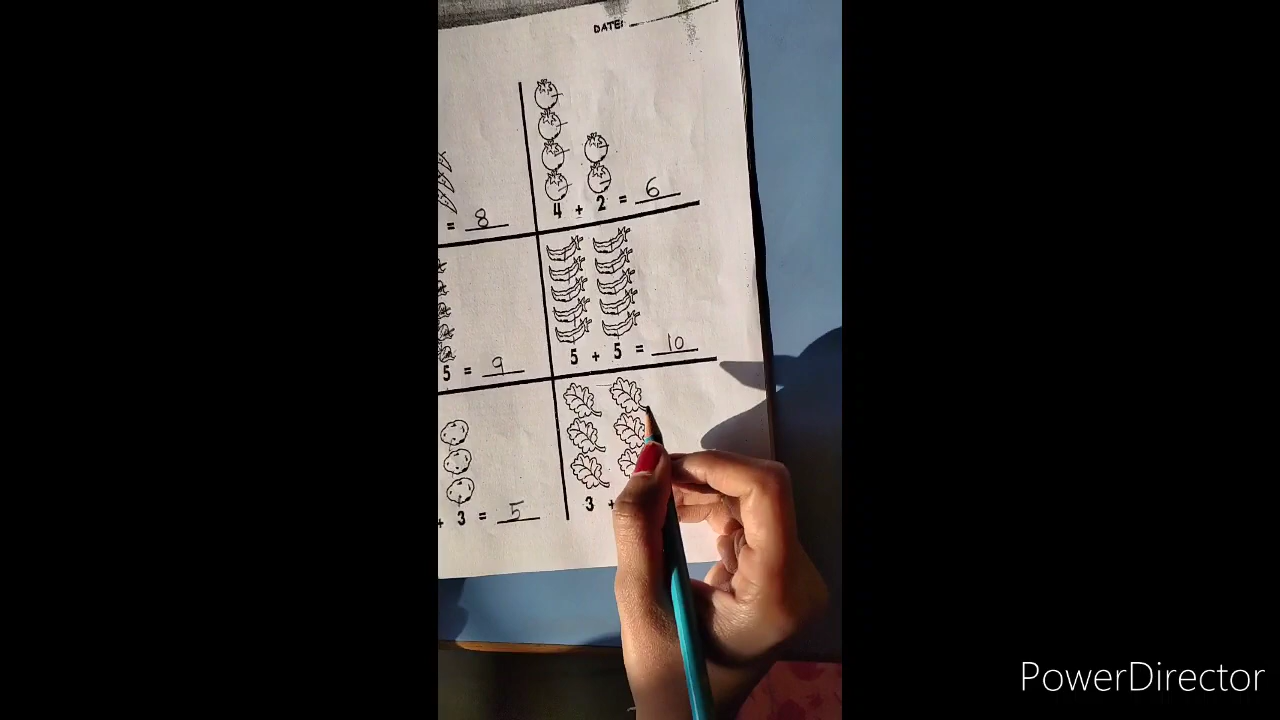 DATE:
= 8
4 + 2 = 6
5 = 9
5 + 5 = 10
+ 3 = 5
3 +
PowerDirector